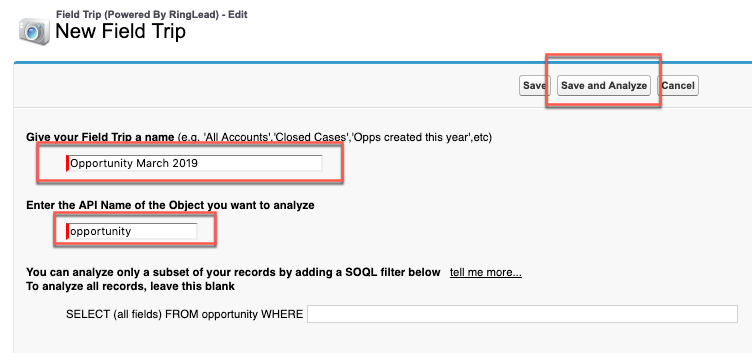 Field Trip (Powered By RingLead) - Edit
New Field Trip
Save Save and Analyze Cancel
Give your Field Trip a name (e.g. 'All Accounts','Closed Cases','Opps created this year',etc)
Opportunity March 2019
Enter the API Name of the Object you want to analyze
opportunity
You can analyze only a subset of your records by adding a SOQL filter below tell me more...
To analyze all records, leave this blank
SELECT (all fields) FROM opportunity WHERE